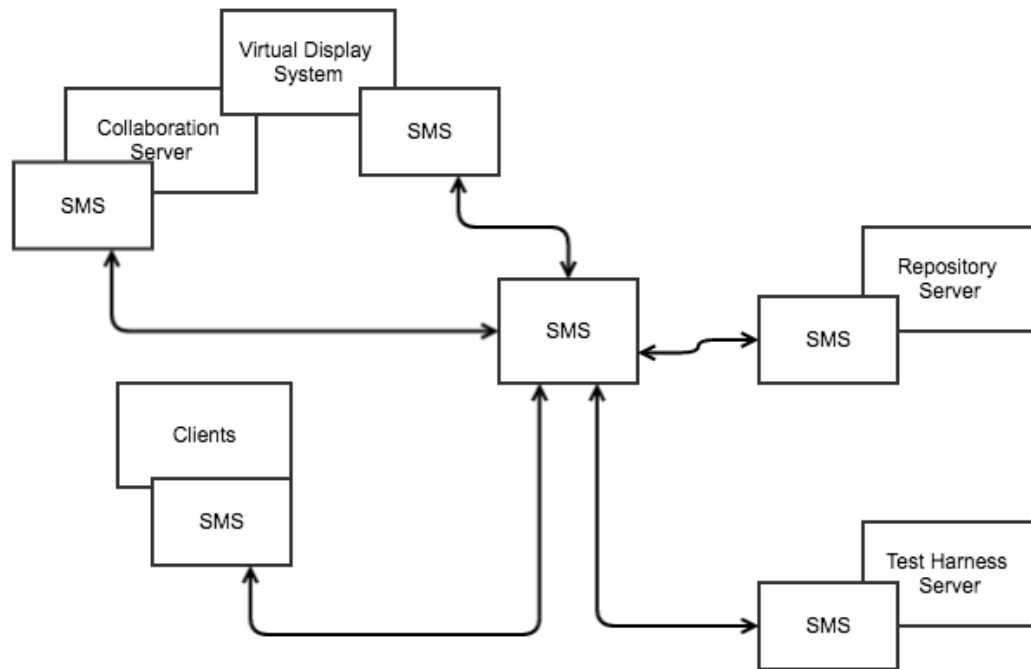 Virtual Display
System
Collaboration
Server
SMS
SMS
Repository
Server
SMS
SMS
Clients
SMS
Test Harness
Server
SMS